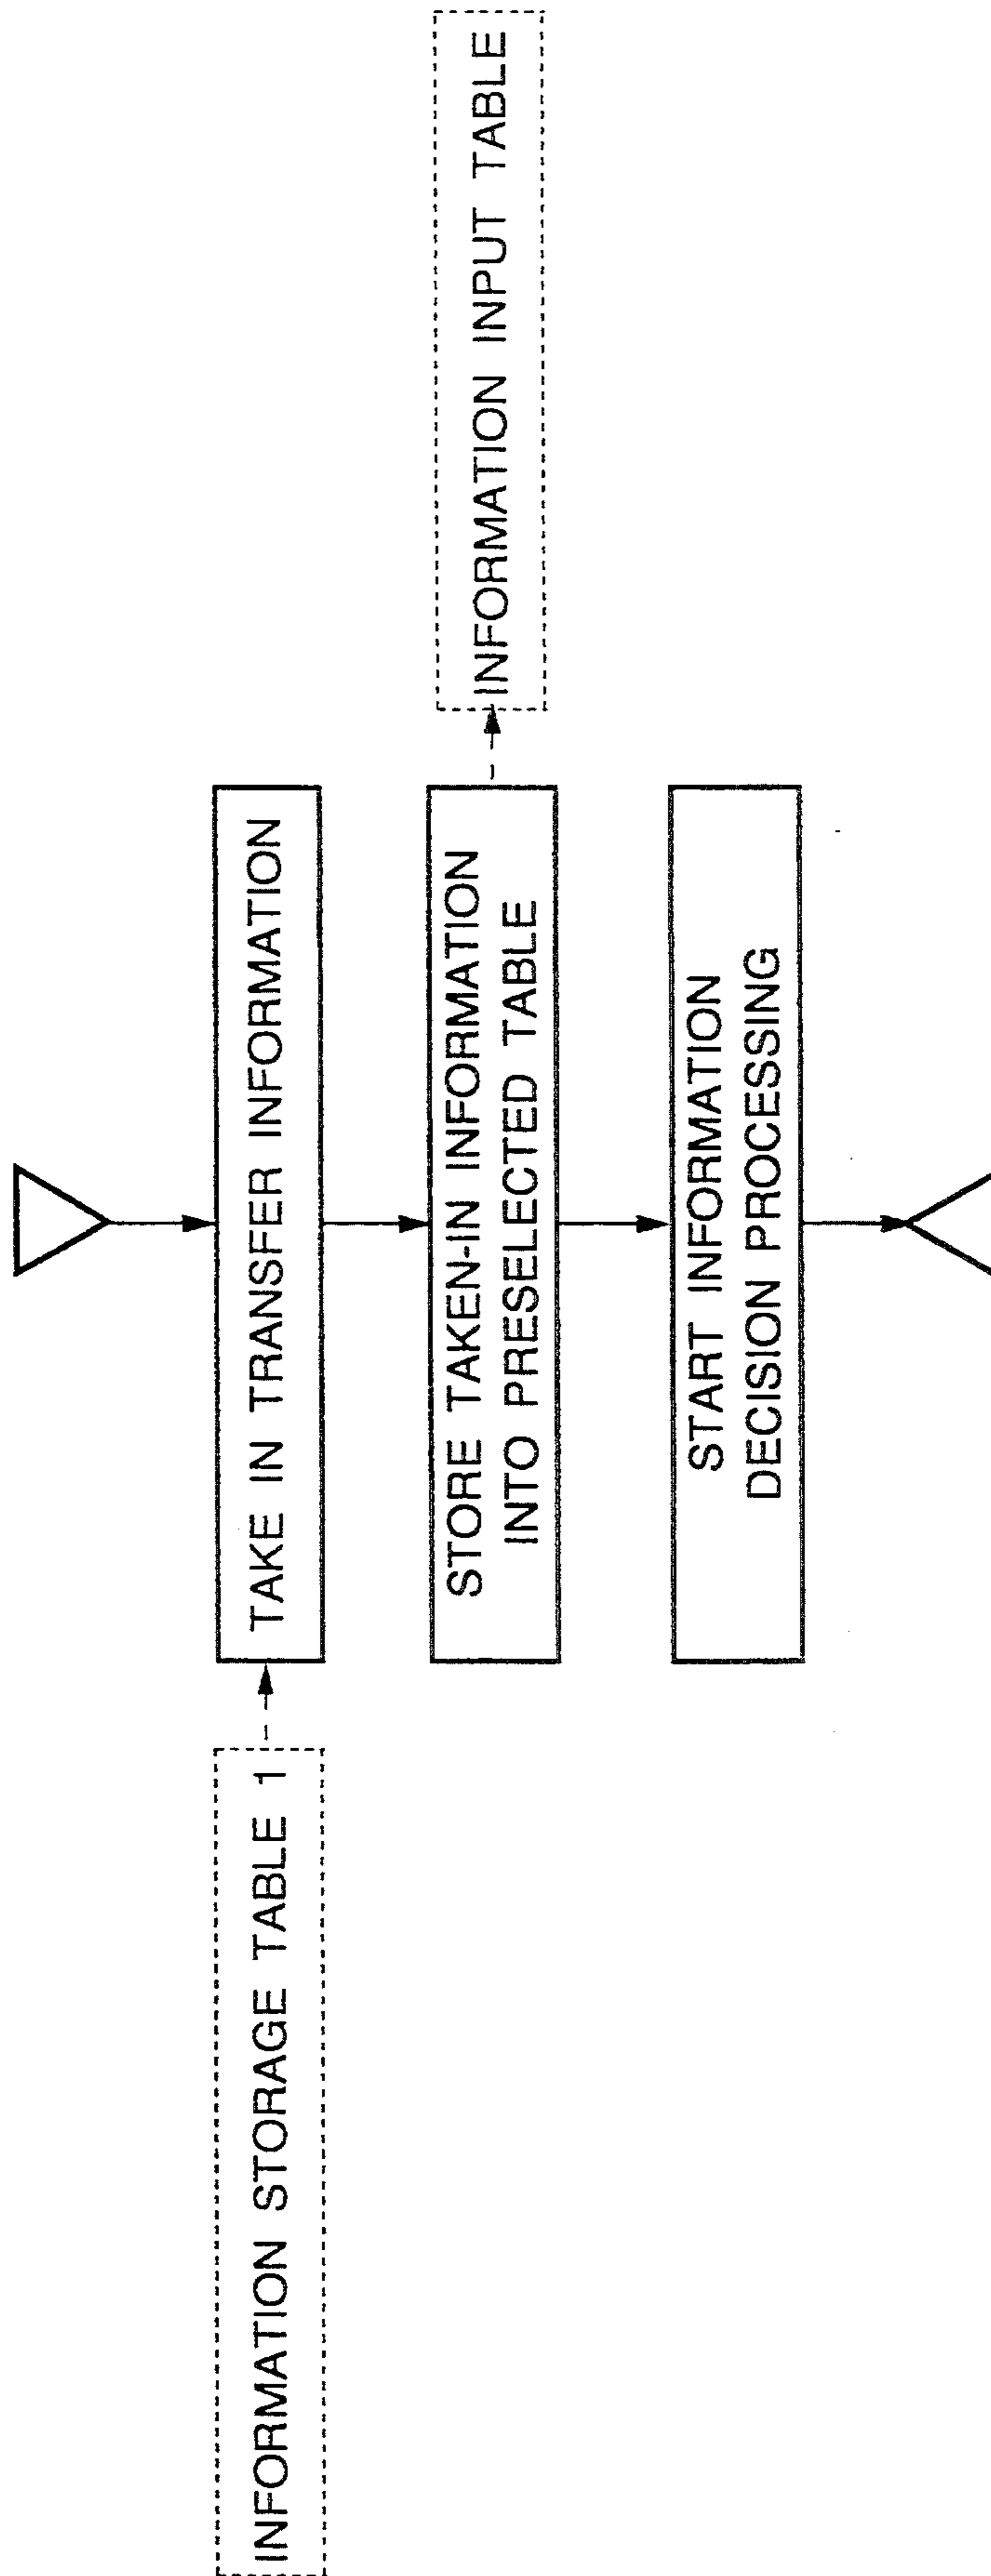 INFORMATION STORAGE TABLE 1
TAKE IN TRANSFER INFORMATION
STORE TAKEN-IN INFORMATION
INTO PRESELECTED TABLE
INFORMATION INPUT TABLE
START INFORMATION
DECISION PROCESSING